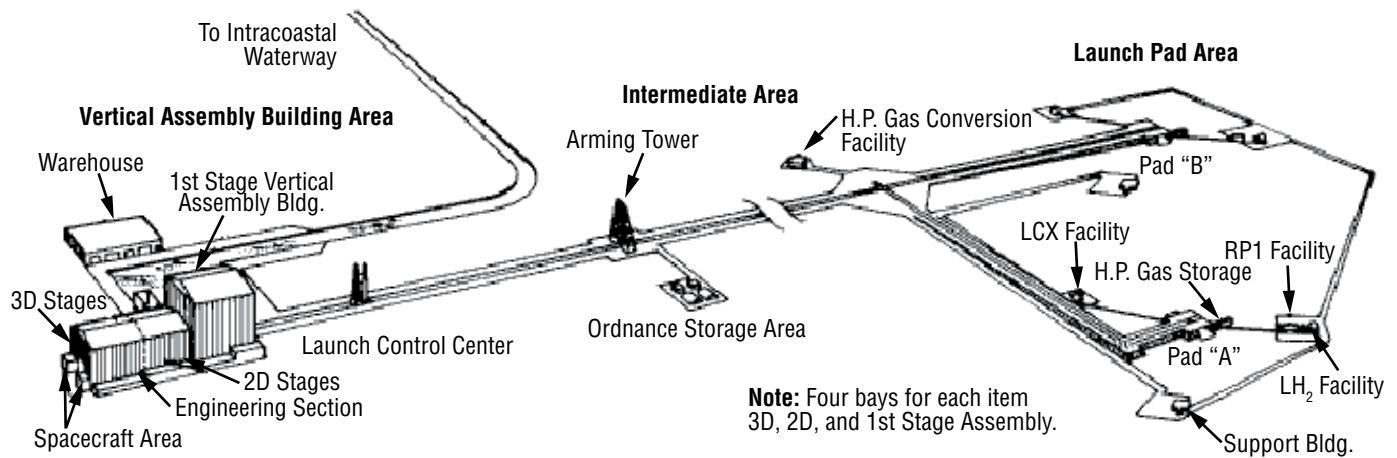 To Intracoastal
Waterway
Launch Pad Area
Vertical Assembly Building Area
Intermediate Area
H.P. Gas Conversion
Facility
Arming Tower
Warehouse
1st Stage Vertical
Assembly Bldg.
Pad “B”
LCX Facility
RP1 Facility
H.P. Gas Storage
3D Stages
Ordnance Storage Area
Launch Control Center
Pad “A”
2D Stages
Engineering Section
LH₂ Facility
Note: Four bays for each item
3D, 2D, and 1st Stage Assembly.
Spacecraft Area
Support Bldg.